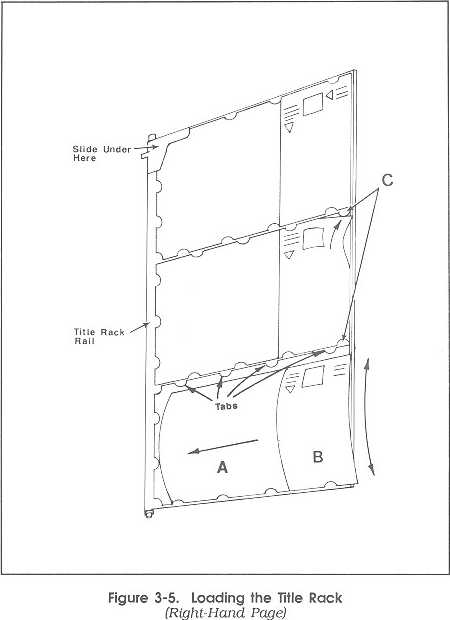 Slide Under
Here
C
Title Rack
Rail
Tabs
A
B
Figure 3-5. Loading the Title Rack
(Right-Hand Page)